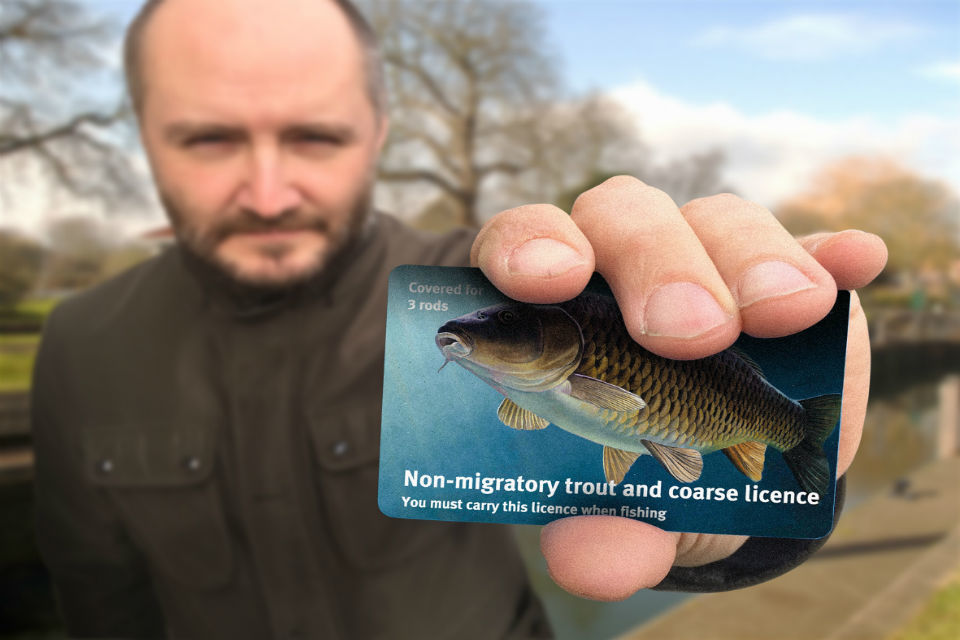 Covered for
3 rods
Non-migratory trout and coarse licence
You must carry this licence when fishing